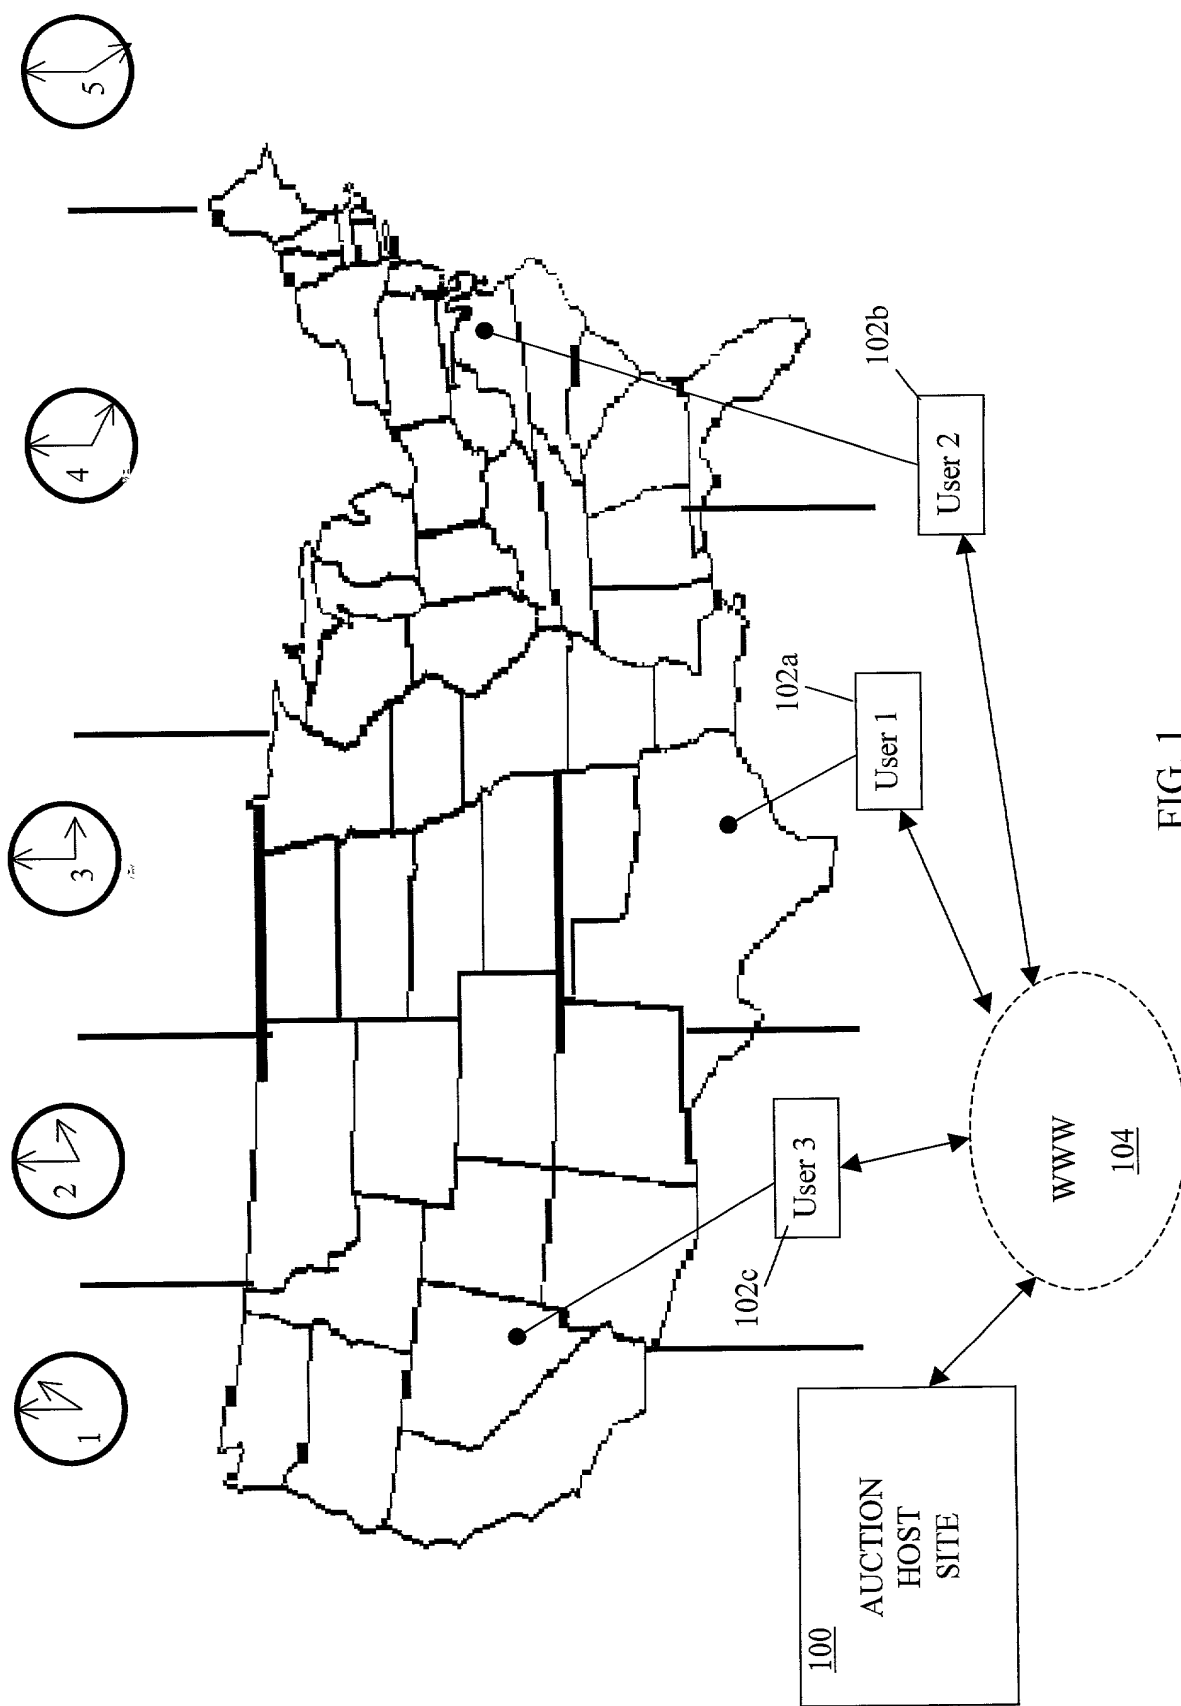 1
2
3
4
5
User 3
102c
User 1
102a
User 2
102b
100
AUCTION
HOST
SITE
WWW
104
FIG 1